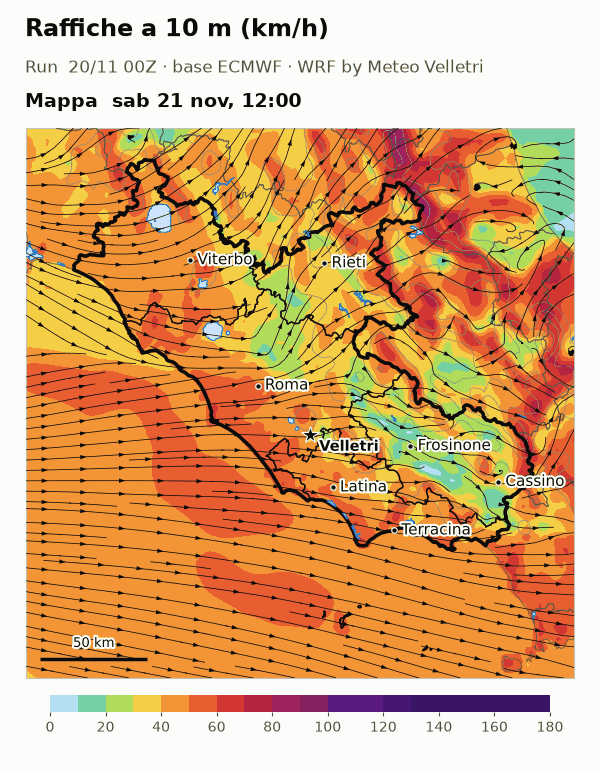 Raffiche a 10 m (km/h)
Run  20/11 00Z · base ECMWF · WRF by Meteo Velletri
Mappa  sab 21 nov, 12:00
Viterbo
Rieti
Roma
Velletri
Frosinone
Cassino
Latina
Terracina
50 km
0 20 40 60 80 100 120 140 160 180